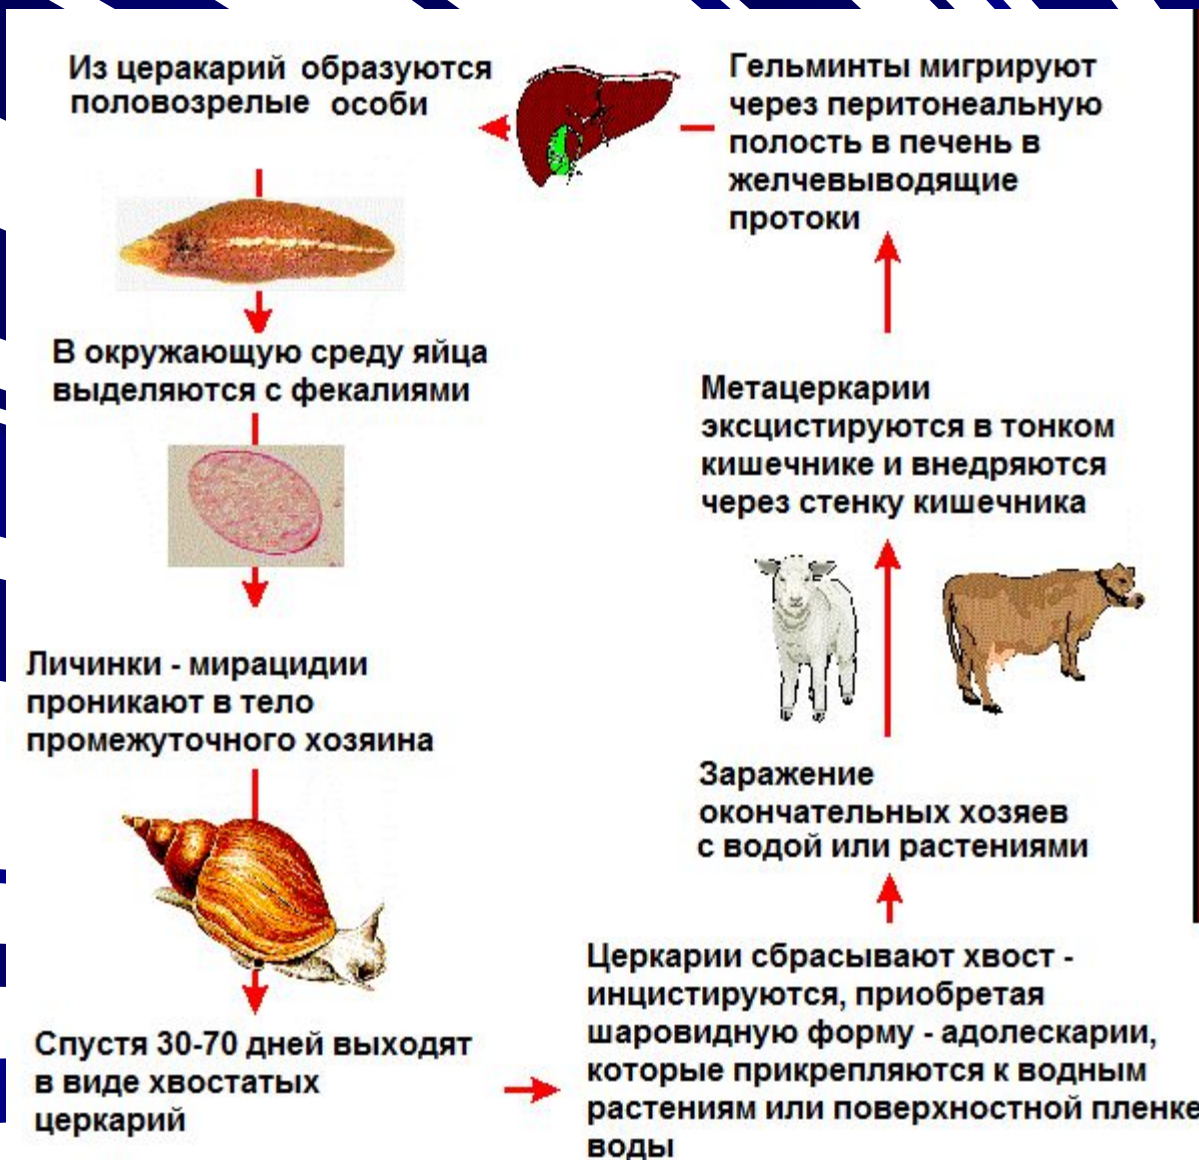 Из церакарий образуются
половозрелые особи
В окружающую среду яйца
выделяются с фекалиями
Личинки - мирацидии
проникают в тело
промежуточного хозяина
Спустя 30-70 дней выходят
в виде хвостатых
церкарий
Церкарии сбрасывают хвост -
инцистируются, приобретая
шаровидную форму - адолескарии,
которые прикрепляются к водным
растениям или поверхностной пленке
воды
Заражение
окончательных хозяев
с водой или растениями
Метацеркарии
эксцистируются в тонком
кишечнике и внедряются
через стенку кишечника
Гельминты мигрируют
через перитонеальную
полость в печень в
желчевыводящие
протоки